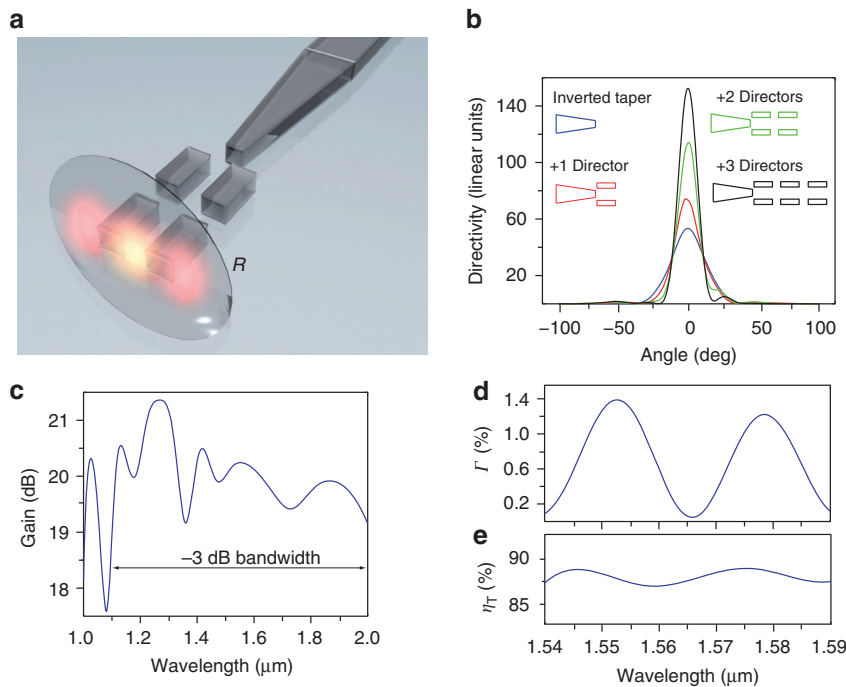 a
R
b
Directivity (linear units)
140
100
80
60
20
Inverted taper
+2 Directors
+1 Director
+3 Directors
−100
−50
0
50
100
Angle (deg)
c
Gain (dB)
21
20
19
18
−3 dB bandwidth
1.0
1.2
1.4
1.6
1.8
2.0
Wavelength (μm)
d
Γ (%)
1.4
1.0
0.6
0.2
e
ηT (%)
90
85
1.54
1.55
1.56
1.57
1.58
1.59
Wavelength (μm)